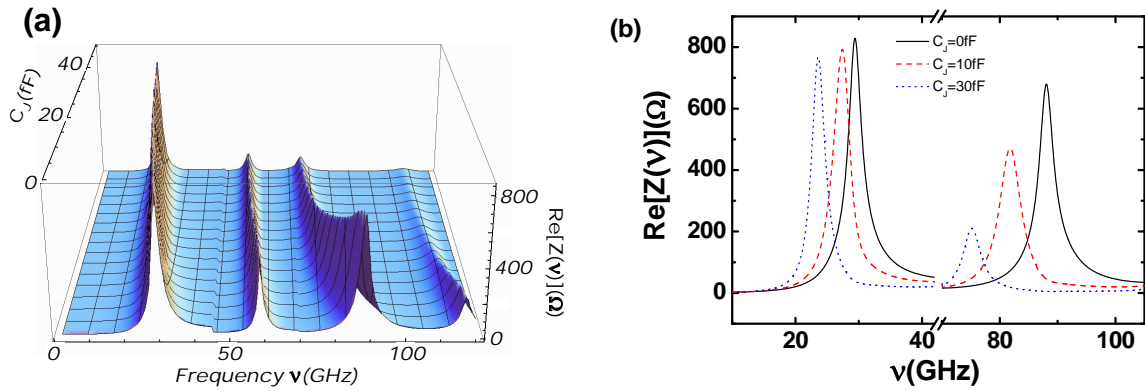 (a)
C_J(fF)
40
20
0
800
400
0
Re[Z(ν)](Ω)
0
50
100
Frequency ν(GHz)
(b)
Re[Z(ν)](Ω)
800
600
400
200
0
C_J=0fF
C_J=10fF
C_J=30fF
20
40
80
100
ν(GHz)